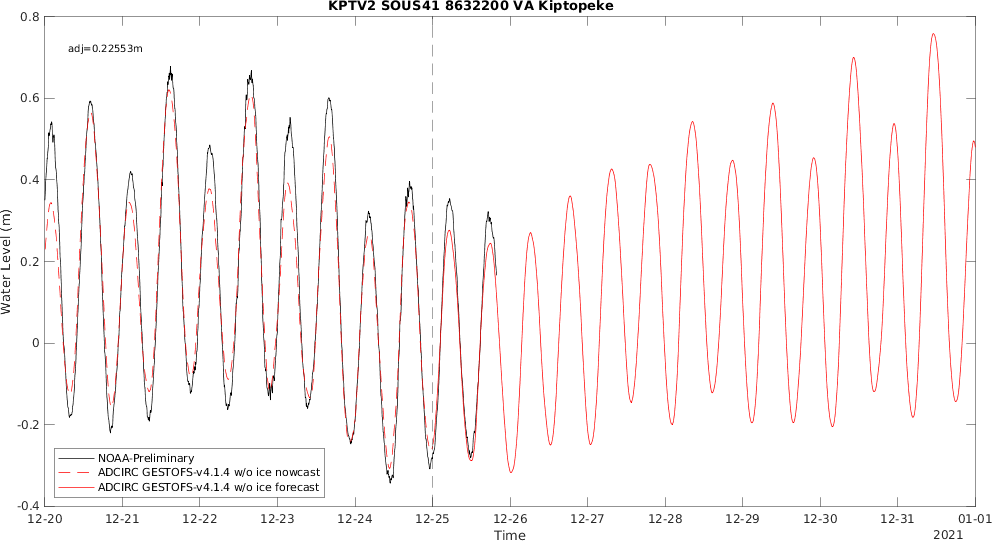 KPTV2 SOUS41 8632200 VA Kiptopeke
adj=0.22553m
0.8
0.6
0.4
0.2
0
-0.2
-0.4
Water Level (m)
NOAA-Preliminary
ADCIRC GESTOFS-v4.1.4 w/o ice nowcast
ADCIRC GESTOFS-v4.1.4 w/o ice forecast
12-20 12-21 12-22 12-23 12-24 12-25 12-26 12-27 12-28 12-29 12-30 12-31 01-01
Time
2021